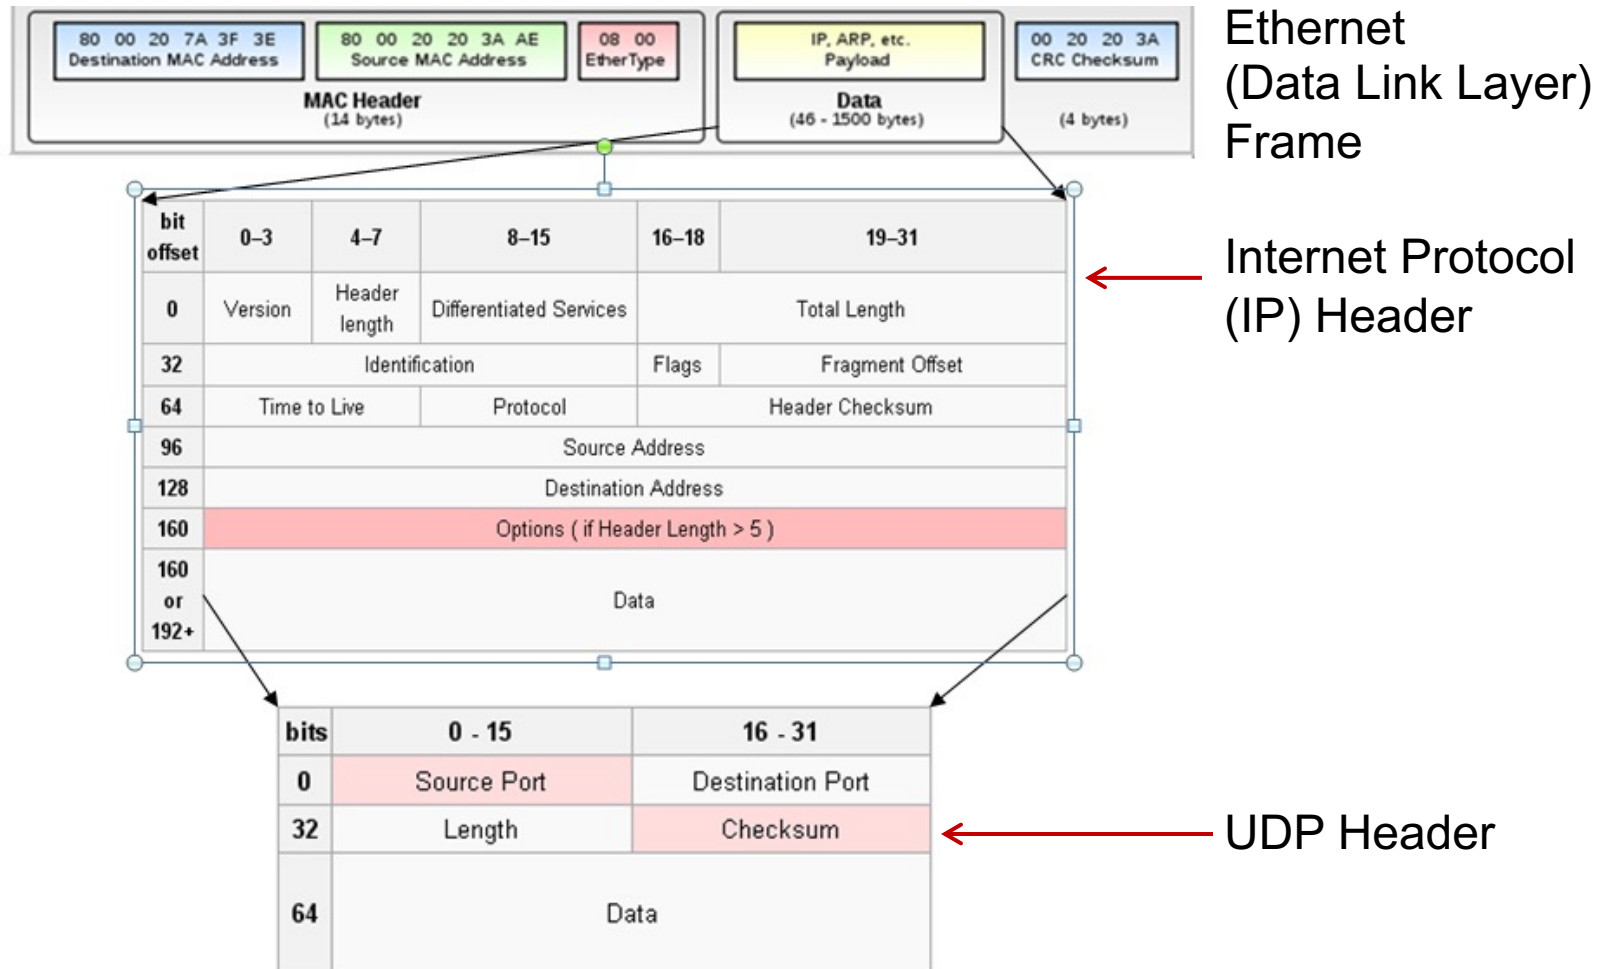 80 00 20 7A 3F 3E
Destination MAC Address
80 00 20 20 3A AE
Source MAC Address
08 00
EtherType
IP, ARP, etc.
Payload
00 20 20 3A
CRC Checksum
MAC Header
(14 bytes)
Data
(46 - 1500 bytes)
(4 bytes)
Ethernet
(Data Link Layer)
Frame
bit
offset
0–3
4–7
8–15
16–18
19–31
0
Version
Header
length
Differentiated Services
Total Length
32
Identification
Flags
Fragment Offset
64
Time to Live
Protocol
Header Checksum
96
Source Address
128
Destination Address
160
Options ( if Header Length > 5 )
160
or
192+
Data
Internet Protocol
(IP) Header
bits
0 - 15
16 - 31
0
Source Port
Destination Port
32
Length
Checksum
64
Data
UDP Header